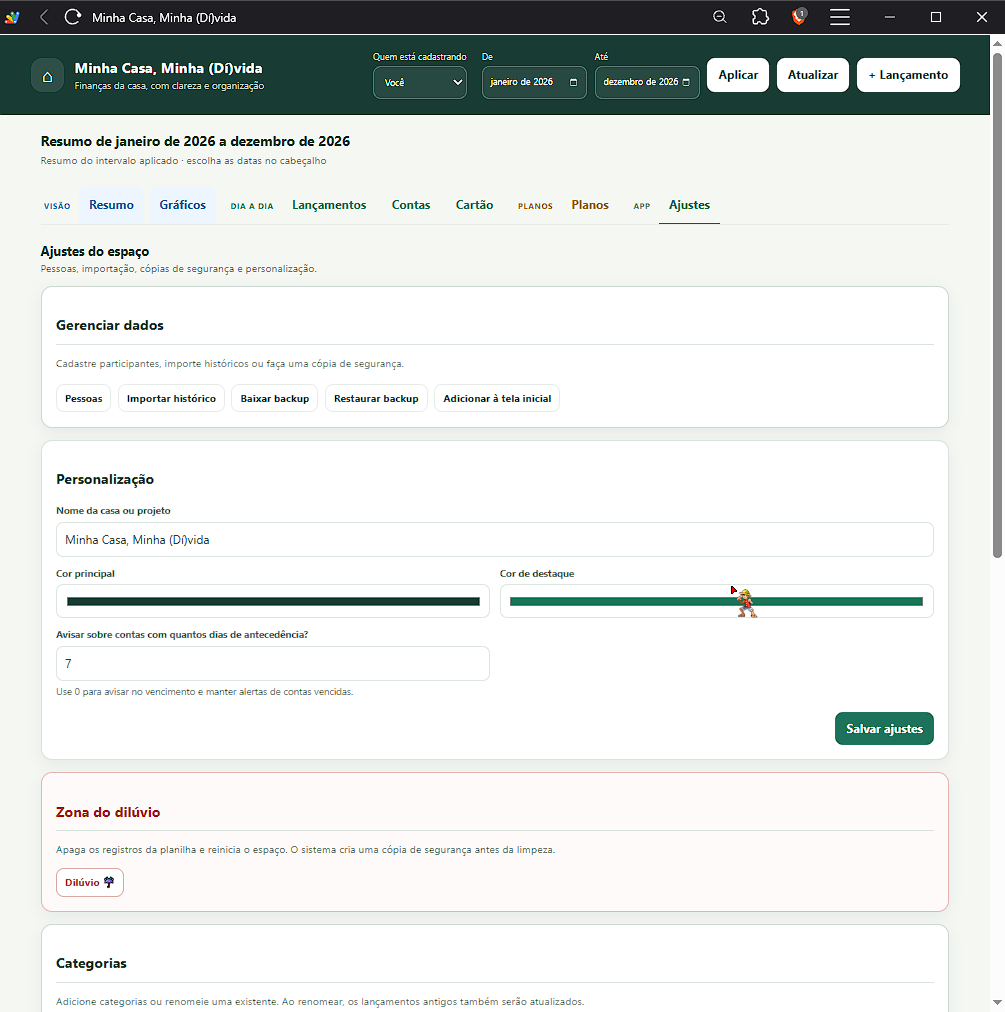 Minha Casa, Minha (Dí)vida
1
Minha Casa, Minha (Dí)vida
Finanças da casa, com clareza e organização
Quem está cadastrando
Você
De
janeiro de 2026
Até
dezembro de 2026
Aplicar
Atualizar
+ Lançamento
Resumo de janeiro de 2026 a dezembro de 2026
Resumo do intervalo aplicado · escolha as datas no cabeçalho
VISÃO Resumo Gráficos DIA A DIA Lançamentos Contas Cartão PLANOS Planos APP Ajustes
Ajustes do espaço
Pessoas, importação, cópias de segurança e personalização.
Gerenciar dados
Cadastre participantes, importe históricos ou faça uma cópia de segurança.
Pessoas Importar histórico Baixar backup Restaurar backup Adicionar à tela inicial
Personalização
Nome da casa ou projeto
Minha Casa, Minha (Dí)vida
Cor principal
Cor de destaque
Avisar sobre contas com quantos dias de antecedência?
7
Use 0 para avisar no vencimento e manter alertas de contas vencidas.
Salvar ajustes
Zona do dilúvio
Apaga os registros da planilha e reinicia o espaço. O sistema cria uma cópia de segurança antes da limpeza.
Dilúvio
Categorias
Adicione categorias ou renomeie uma existente. Ao renomear, os lançamentos antigos também serão atualizados.